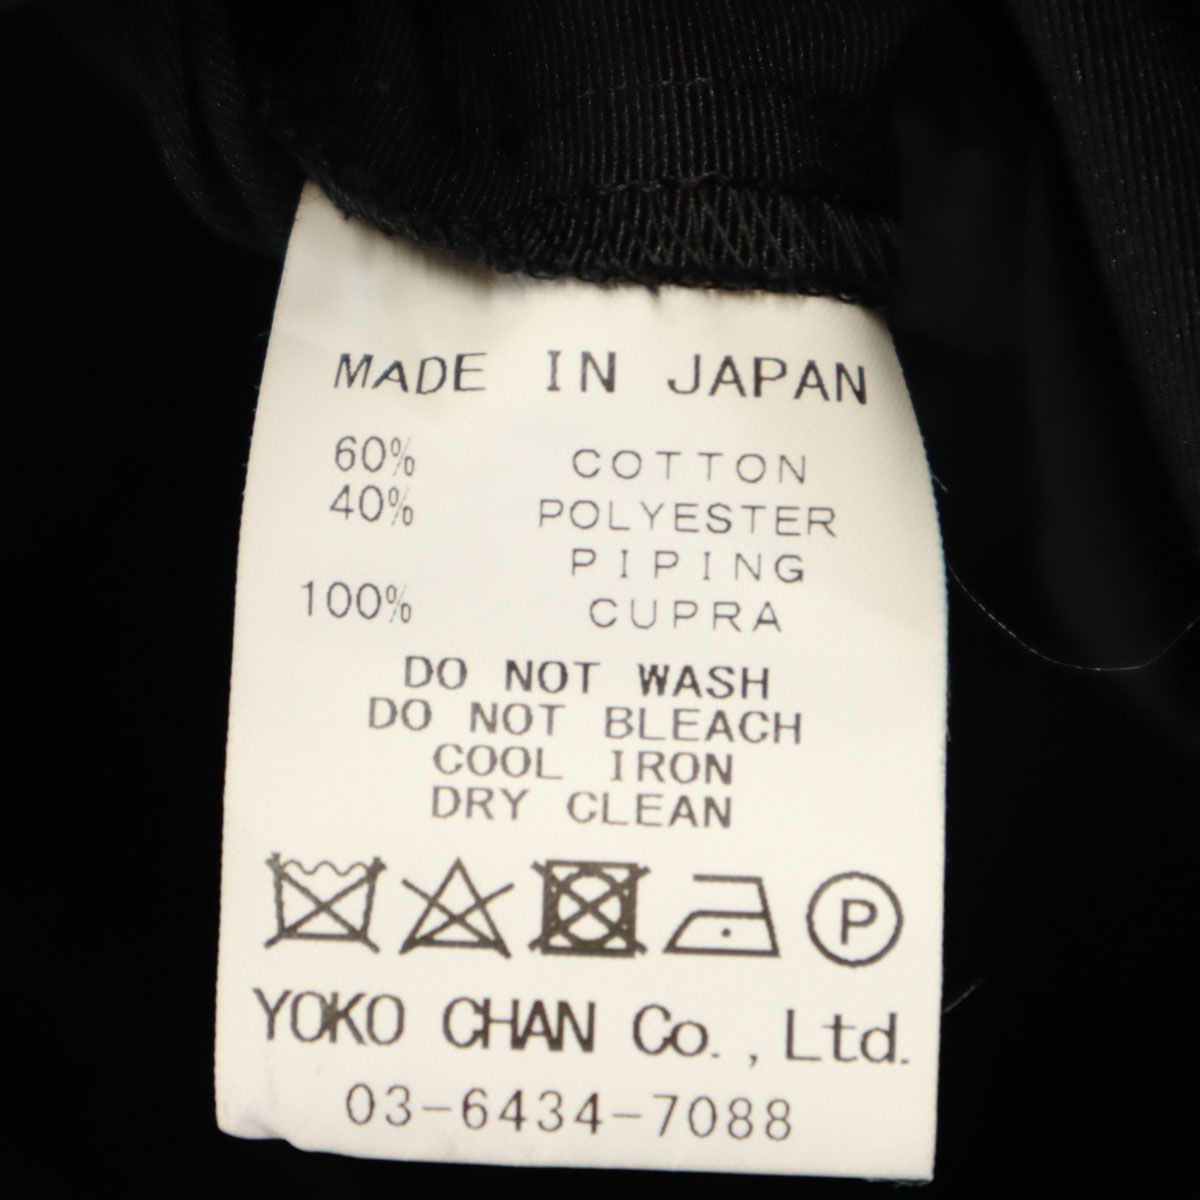 MADE IN JAPAN
60% COTTON
40% POLYESTER
PIPING
100% CUPRA
DO NOT WASH
DO NOT BLEACH
COOL IRON
DRY CLEAN
P
YOKO CHAN Co., Ltd.
03-6434-7088